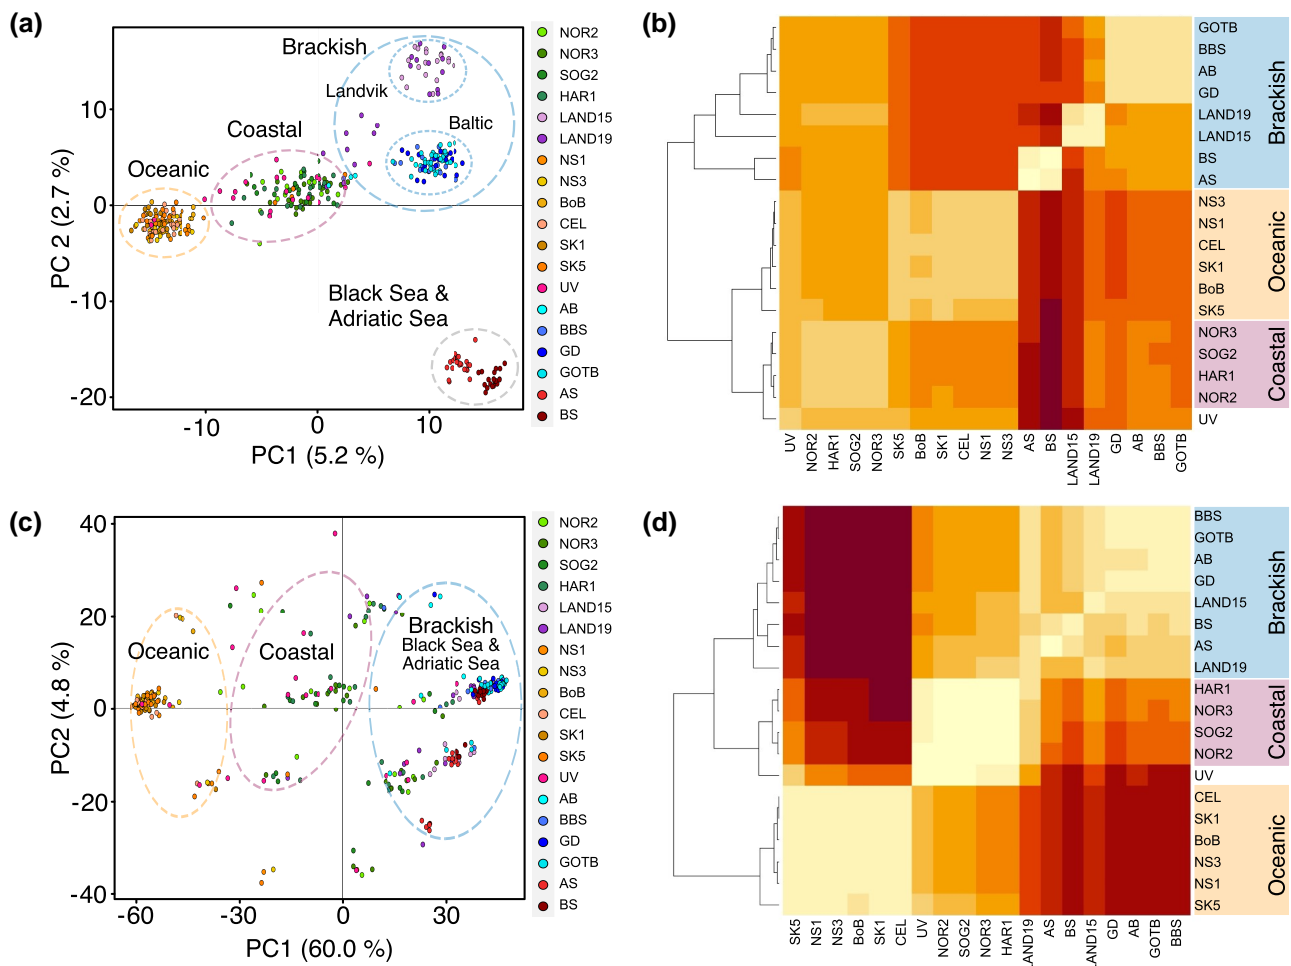 (a)
Brackish
Landvik
Baltic
Coastal
Oceanic
Black Sea &
Adriatic Sea
10
0
-10
-20
-10
0
10
PC 2 (2.7 %)
PC1 (5.2 %)
NOR2
NOR3
SOG2
HAR1
LAND15
LAND19
NS1
NS3
BoB
CEL
SK1
SK5
UV
AB
BBS
GD
GOTB
AS
BS
(b)
GOTB
BBS
AB
GD
LAND19
LAND15
BS
AS
NS3
NS1
CEL
SK1
BoB
SK5
NOR3
SOG2
HAR1
NOR2
UV
Brackish
Oceanic
Coastal
UV
NOR2
HAR1
SOG2
NOR3
SK5
BoB
SK1
CEL
NS1
NS3
AS
BS
LAND15
LAND19
GD
AB
BBS
GOTB
(c)
Oceanic
Coastal
Brackish
Black Sea &
Adriatic Sea
40
20
0
-20
-40
-60
-30
0
30
PC2 (4.8 %)
PC1 (60.0 %)
NOR2
NOR3
SOG2
HAR1
LAND15
LAND19
NS1
NS3
BoB
CEL
SK1
SK5
UV
AB
BBS
GD
GOTB
AS
BS
(d)
BBS
GOTB
AB
GD
LAND15
BS
AS
LAND19
HAR1
NOR3
SOG2
NOR2
UV
CEL
SK1
BoB
NS3
NS1
SK5
Brackish
Coastal
Oceanic
SK5
NS1
NS3
BoB
SK1
CEL
UV
NOR2
SOG2
NOR3
HAR1
LAND19
AS
BS
LAND15
GD
AB
GOTB
BBS